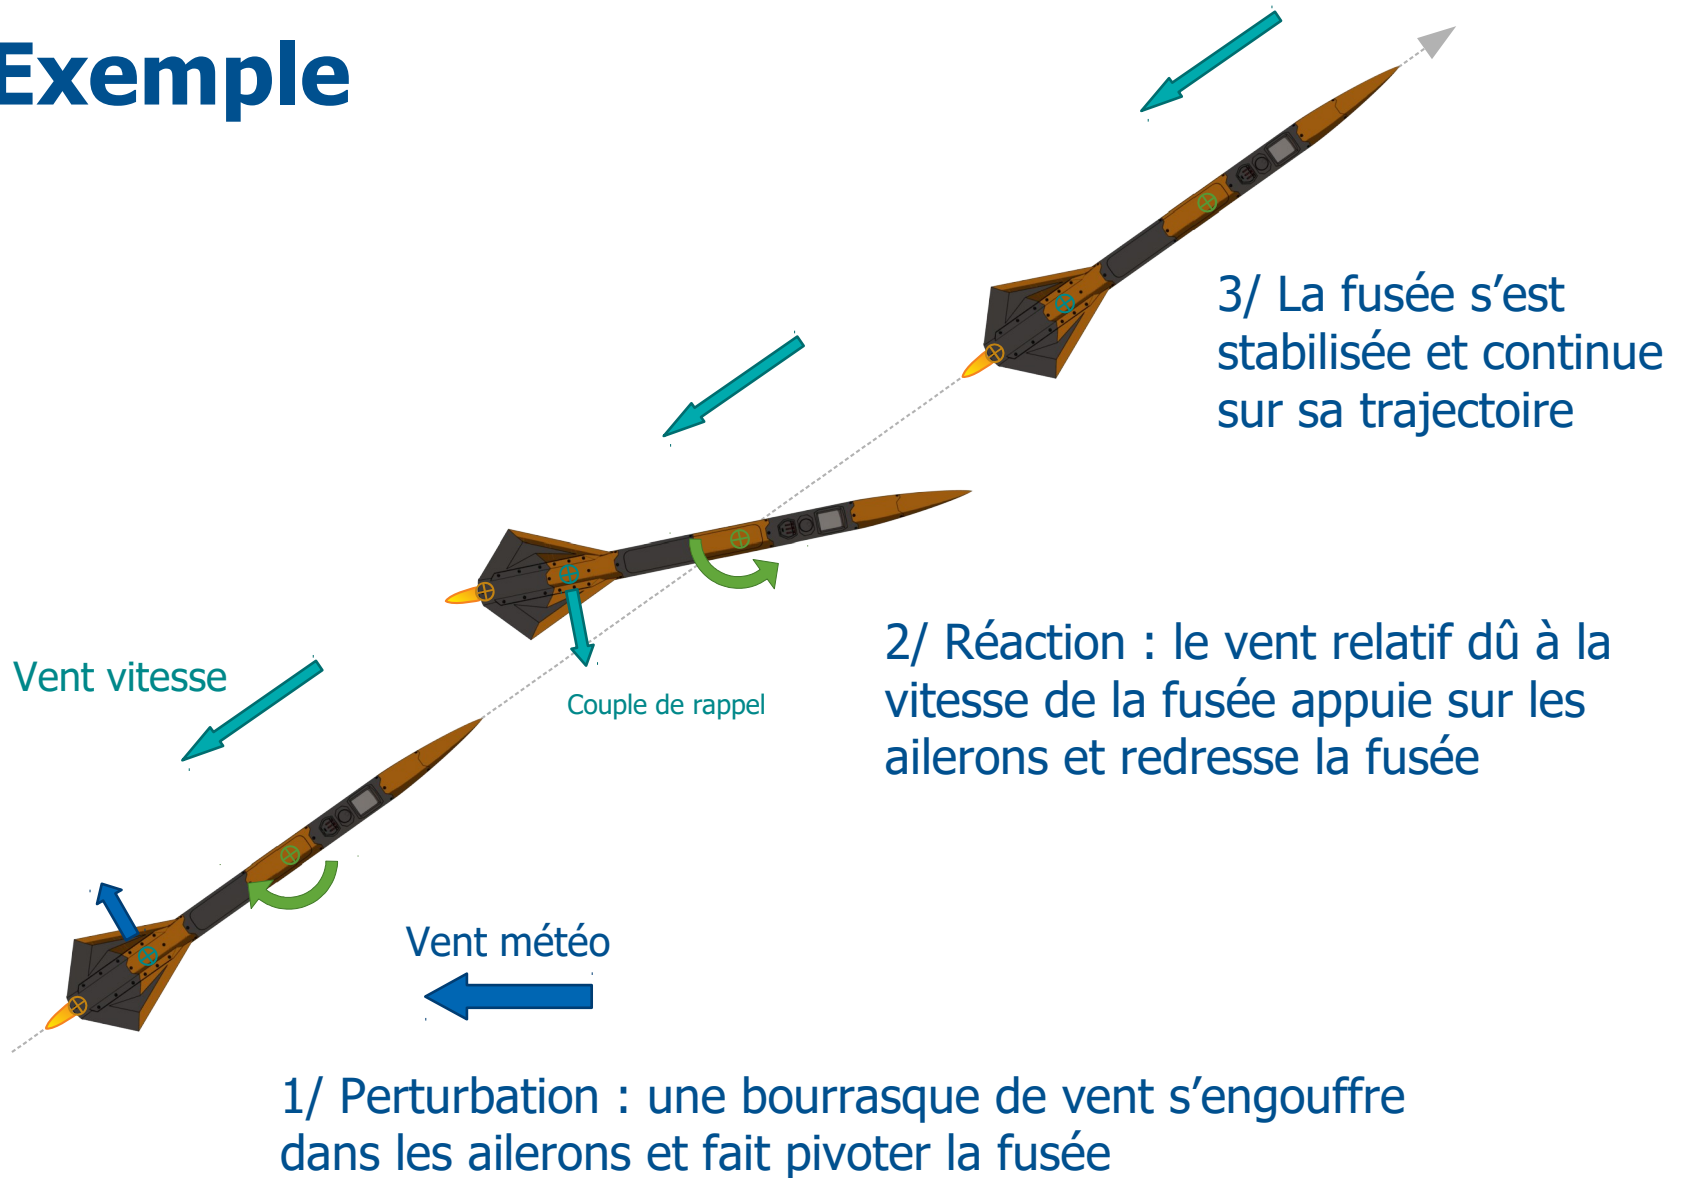 Exemple
3/ La fusée s’est
stabilisée et continue
sur sa trajectoire
2/ Réaction : le vent relatif dû à la
vitesse de la fusée appuie sur les
ailerons et redresse la fusée
Vent vitesse
Couple de rappel
Vent météo
1/ Perturbation : une bourrasque de vent s’engouffre
dans les ailerons et fait pivoter la fusée